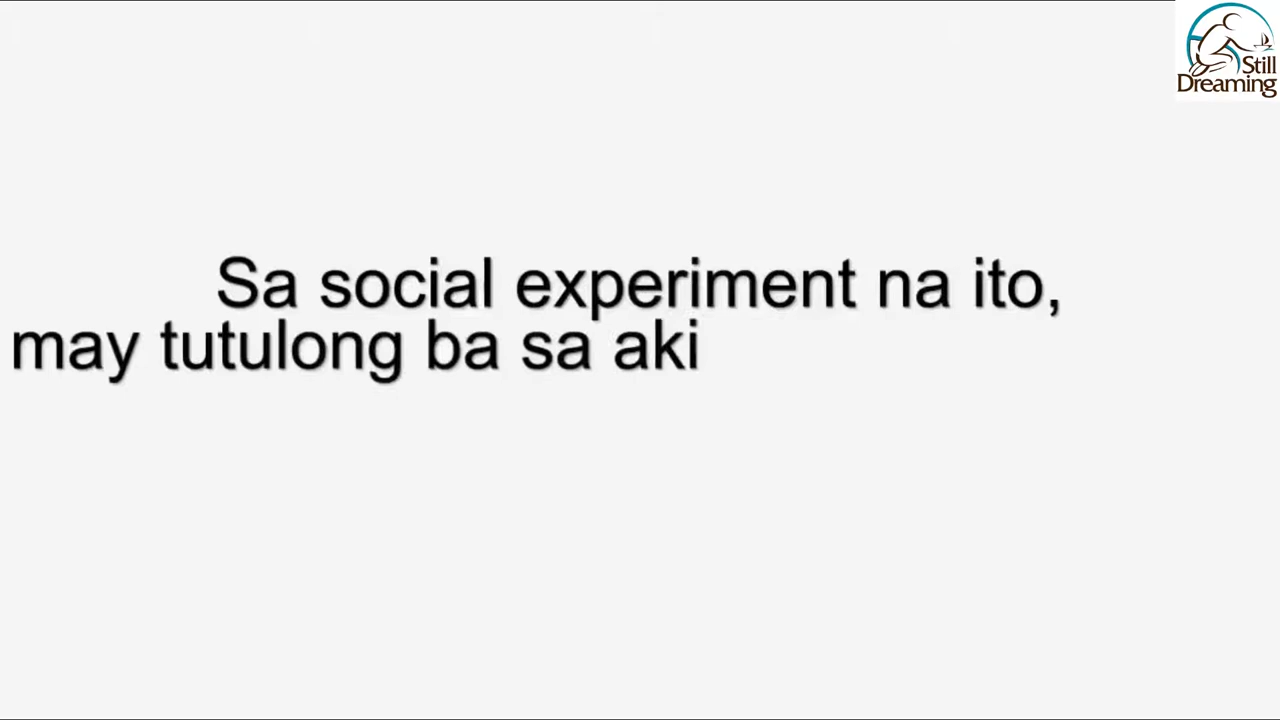 Still
Dreaming
Sa social experiment na ito,
may tutulong ba sa aki